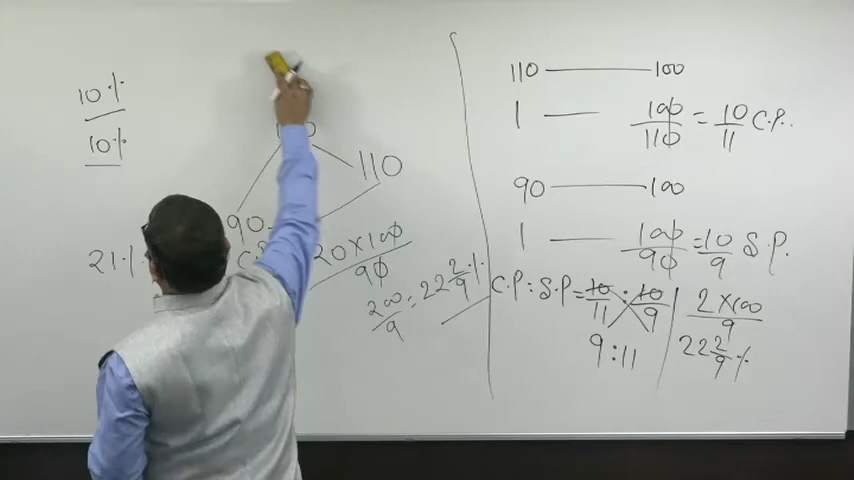 10%
10%
110
90
21%
20×100
90
200/9 = 22 2/9 %
110 — 100
1 — 100/110 = 10/11 C.P.
90 — 100
1 — 100/90 = 10/9 S.P.
C.P : S.P = 10/11 : 10/9
9 : 11
2×100
9
22 2/9 %